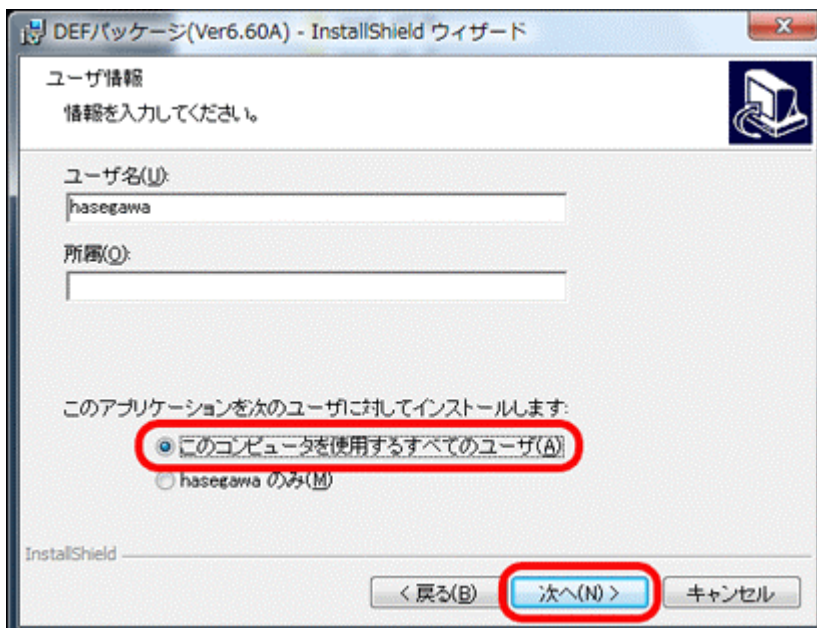 DEFパッケージ(Ver6.60A) - InstallShield ウィザード
ユーザ情報
情報を入力してください。
ユーザ名(U):
hasegawa
所属(O):
このアプリケーションを次のユーザに対してインストールします:
このコンピュータを使用するすべてのユーザ(A)
hasegawa のみ(M)
InstallShield
< 戻る(B) 次へ(N) > キャンセル